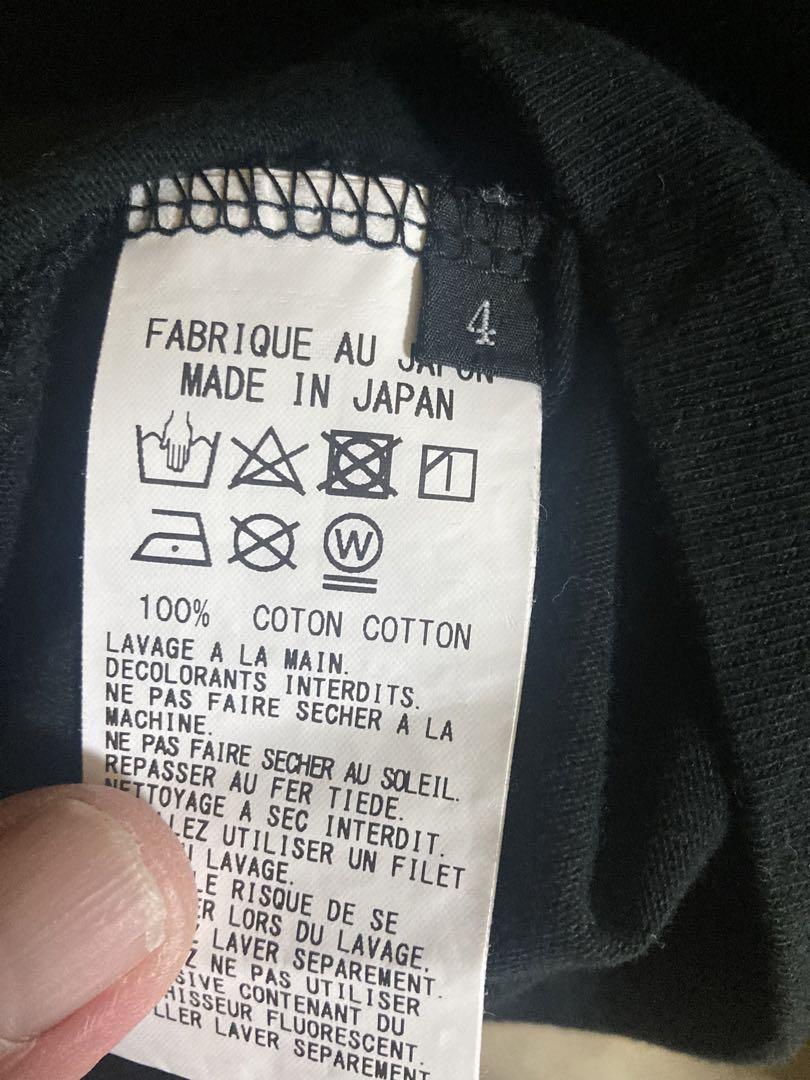 4
FABRIQUE AU JAPON
MADE IN JAPAN
W
100% COTON COTTON
LAVAGE A LA MAIN.
DECOLORANTS INTERDITS.
NE PAS FAIRE SECHER A LA
MACHINE.
NE PAS FAIRE SECHER AU SOLEIL.
REPASSER AU FER TIEDE.
NETTOYAGE A SEC INTERDIT.
UTILISER UN FILET
LAVAGE.
LE RISQUE DE SE
LORS DU LAVAGE.
LAVER SEPAREMENT.
NE PAS UTILISER
CONTENANT DU
FLUORESCENT.
LAVER SEPAREMENT